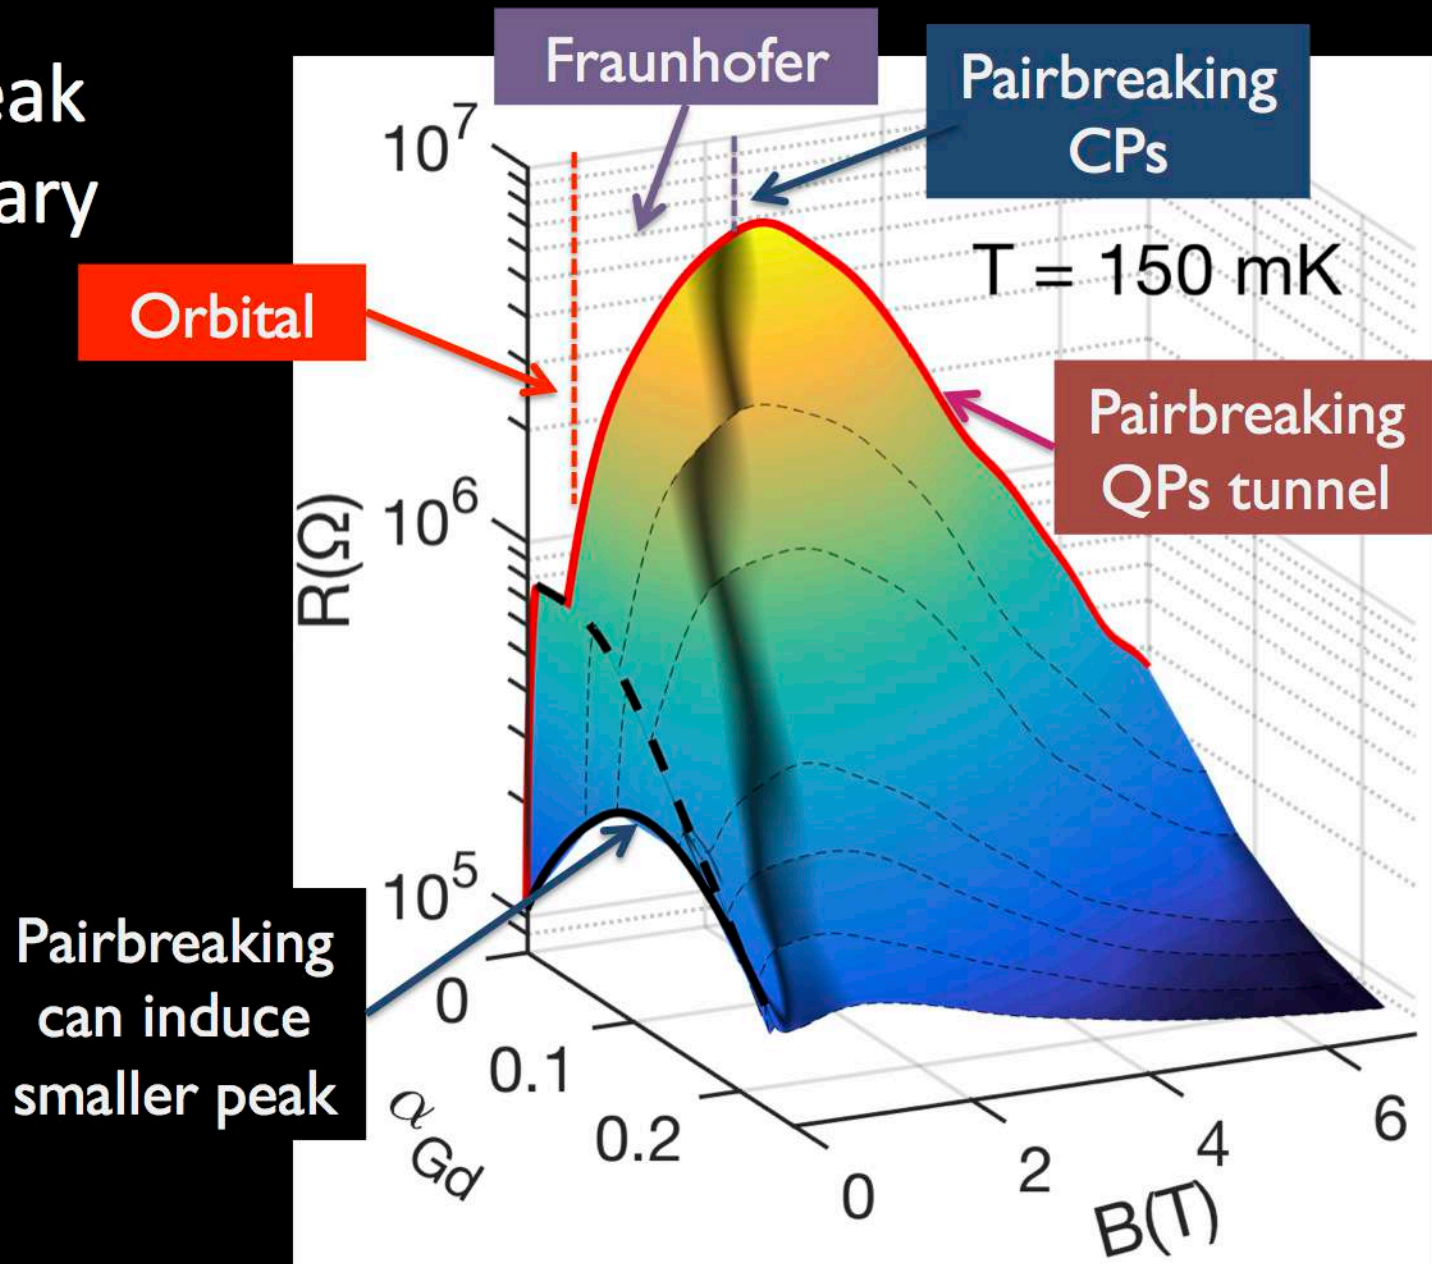 eak
ary
Fraunhofer
Pairbreaking
CPs
Orbital
T = 150 mK
Pairbreaking
QPs tunnel
Pairbreaking
can induce
smaller peak
R(Ω)
10⁷
10⁶
10⁵
0
0.1
0.2
α_Gd
0
2
4
6
B(T)